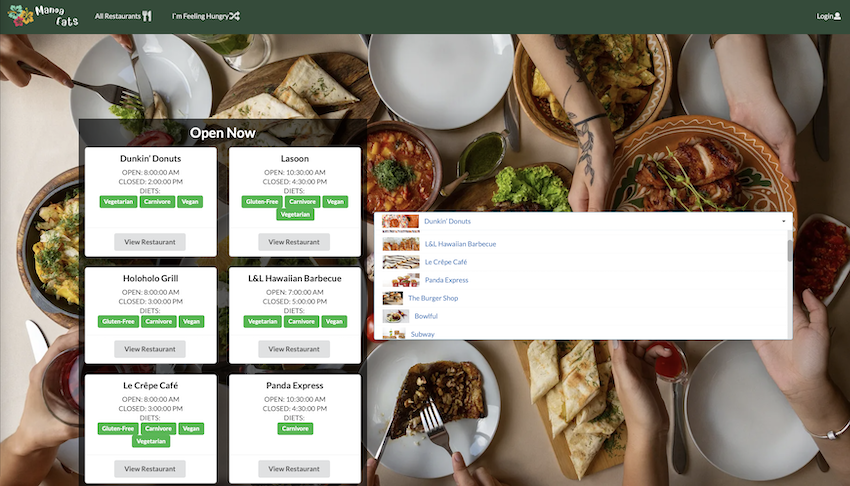 Manoa Eats
All Restaurants
I'm Feeling Hungry
Login
Open Now
Dunkin' Donuts
OPEN: 8:00:00 AM
CLOSED: 2:00:00 PM
DIETS:
Vegetarian Carnivore Vegan
View Restaurant
Lasoon
OPEN: 10:30:00 AM
CLOSED: 4:30:00 PM
DIETS:
Gluten-Free Carnivore Vegan
Vegetarian
View Restaurant
Holoholo Grill
OPEN: 8:00:00 AM
CLOSED: 3:00:00 PM
DIETS:
Gluten-Free Carnivore Vegan
View Restaurant
L&L Hawaiian Barbecue
OPEN: 7:00:00 AM
CLOSED: 5:00:00 PM
DIETS:
Vegetarian Carnivore Vegan
View Restaurant
Le Crêpe Café
OPEN: 8:00:00 AM
CLOSED: 3:00:00 PM
DIETS:
Gluten-Free Carnivore Vegan
Vegetarian
View Restaurant
Panda Express
OPEN: 10:30:00 AM
CLOSED: 4:30:00 PM
DIETS:
Carnivore
View Restaurant
Dunkin' Donuts
L&L Hawaiian Barbecue
Le Crêpe Café
Panda Express
The Burger Shop
Bowlful
Subway